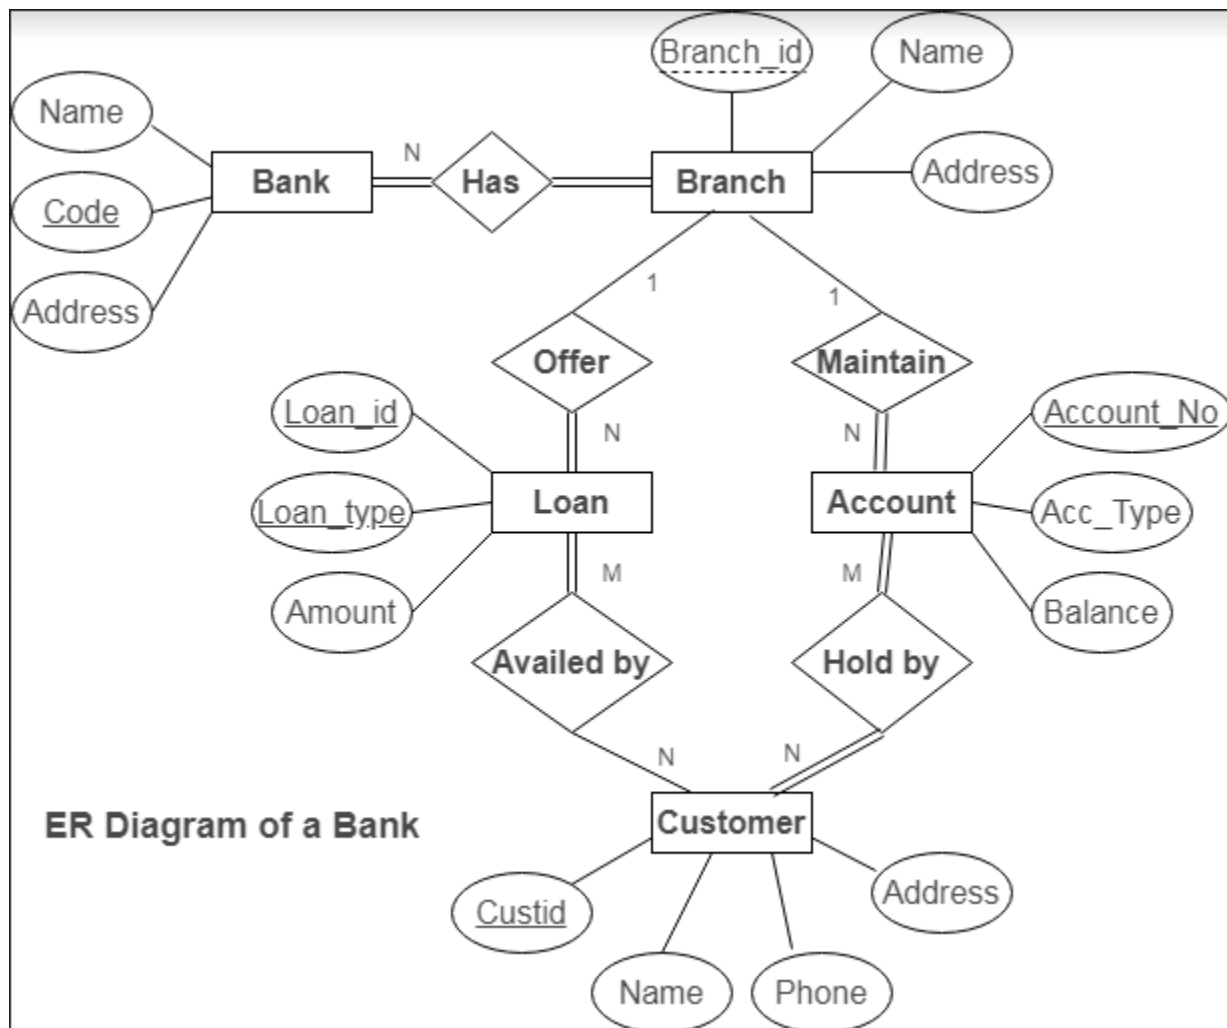 Branch_id
Name
Name
N
Bank
Has
Branch
Address
Code
Address
1
1
Offer
Maintain
Loan_id
N
N
Account_No
Loan
Account
Loan_type
Acc_Type
M
M
Amount
Balance
Availed by
Hold by
N
N
ER Diagram of a Bank
Customer
Address
Custid
Name
Phone